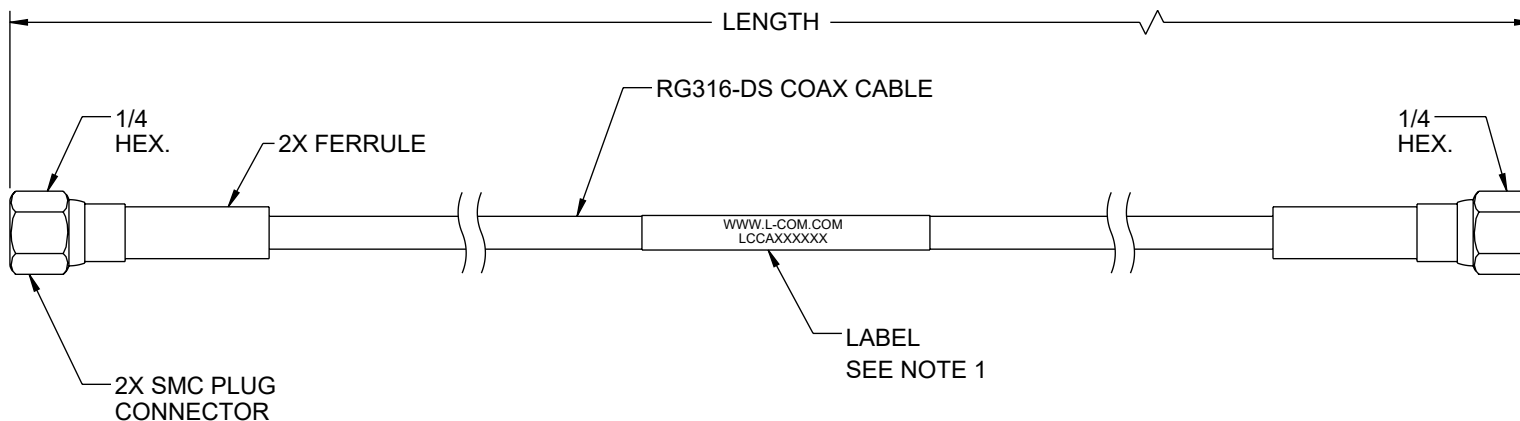 LENGTH
RG316-DS COAX CABLE
1/4
HEX.
1/4
HEX.
2X FERRULE
WWW.L-COM.COM
LCCAXXXXXX
LABEL
SEE NOTE 1
2X SMC PLUG
CONNECTOR